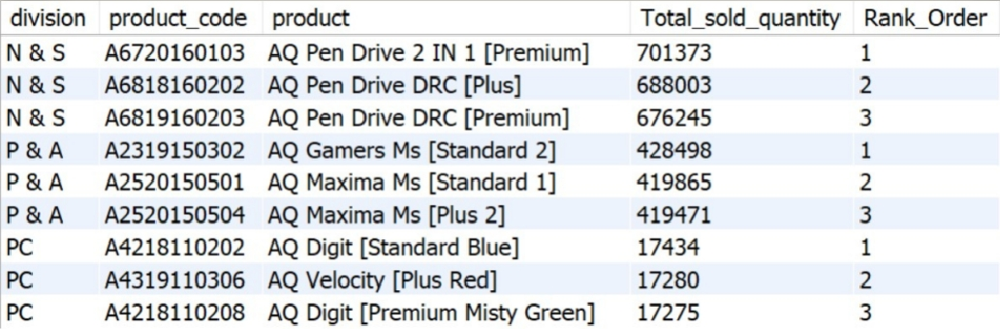 division product_code product Total_sold_quantity Rank_Order
N & S A6720160103 AQ Pen Drive 2 IN 1 [Premium] 701373 1
N & S A6818160202 AQ Pen Drive DRC [Plus] 688003 2
N & S A6819160203 AQ Pen Drive DRC [Premium] 676245 3
P & A A2319150302 AQ Gamers Ms [Standard 2] 428498 1
P & A A2520150501 AQ Maxima Ms [Standard 1] 419865 2
P & A A2520150504 AQ Maxima Ms [Plus 2] 419471 3
PC A4218110202 AQ Digit [Standard Blue] 17434 1
PC A4319110306 AQ Velocity [Plus Red] 17280 2
PC A4218110208 AQ Digit [Premium Misty Green] 17275 3